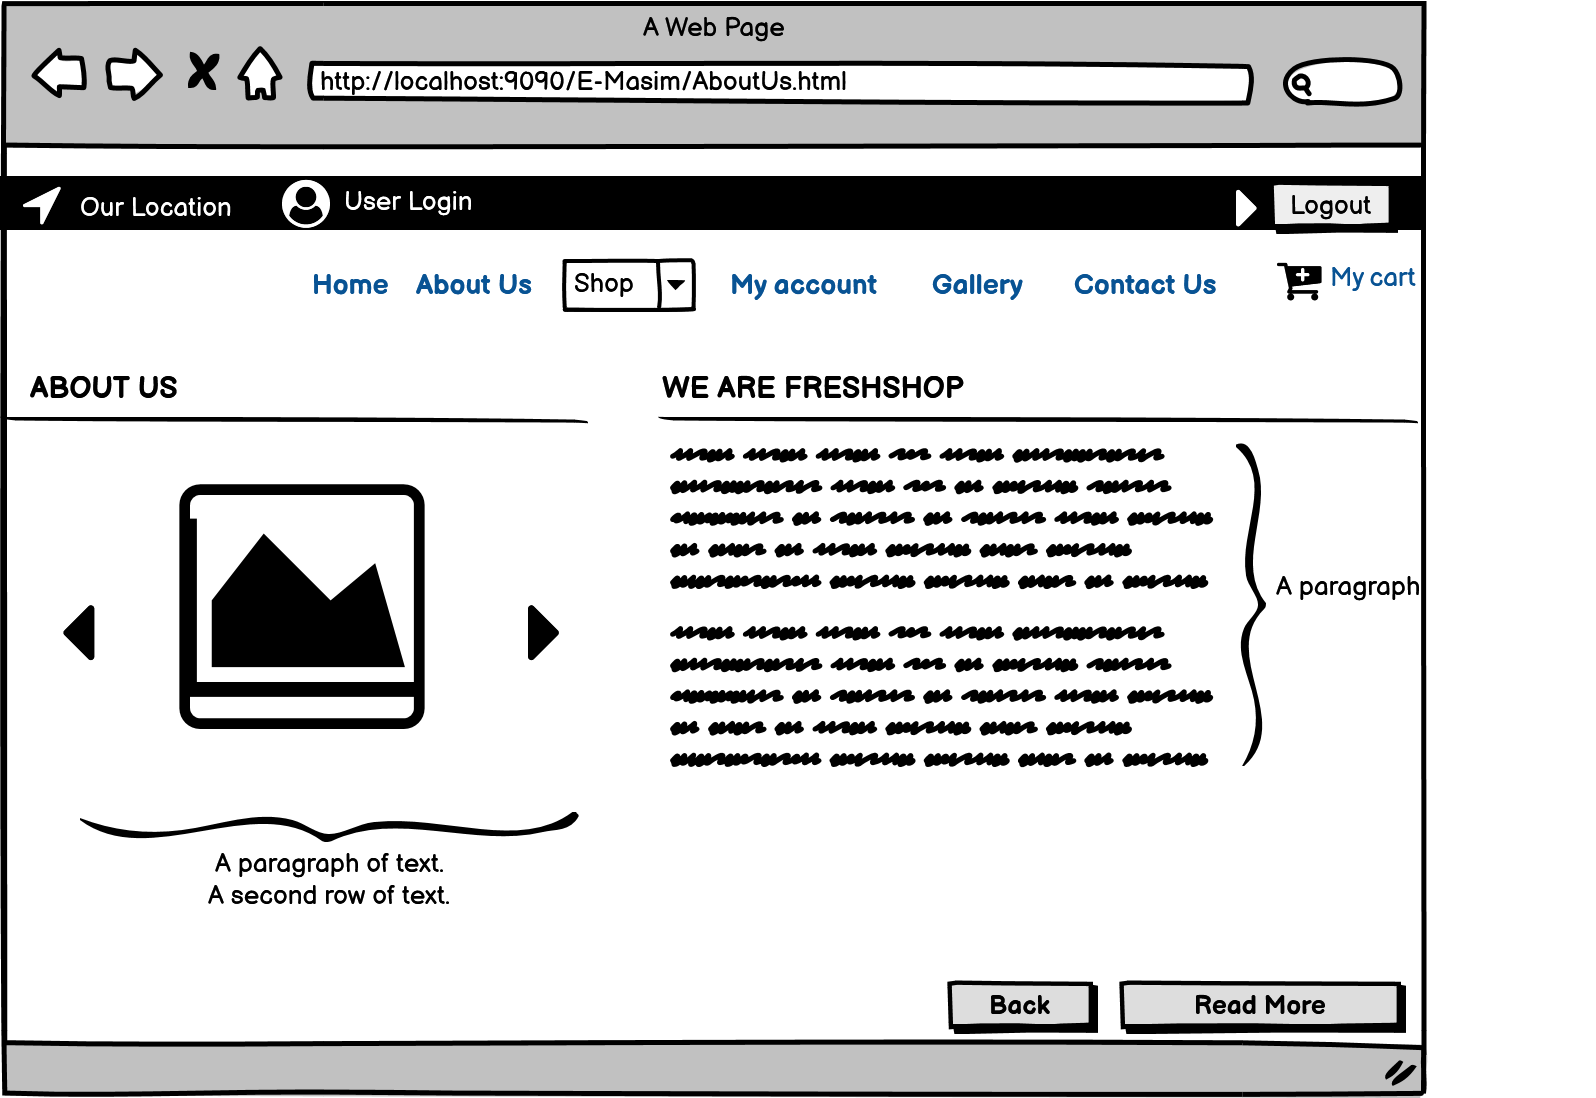 A Web Page
http://localhost:9090/E-Masim/AboutUs.html
Our Location
User Login
Logout
Home About Us Shop My account Gallery Contact Us My cart
ABOUT US
WE ARE FRESHSHOP
A paragraph
A paragraph of text.
A second row of text.
Back
Read More